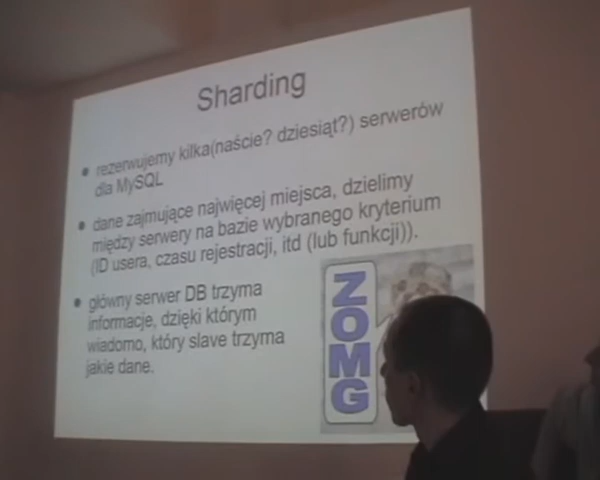 Sharding
rezerwujemy kilka(naście? dziesiąt?) serwerów
dla MySQL
dane zajmujące najwięcej miejsca, dzielimy
między serwery na bazie wybranego kryterium
(ID usera, czasu rejestracji, itd (lub funkcji)).
główny serwer DB trzyma
informacje, dzięki którym
wiadomo, który slave trzyma
jakie dane.
ZOMG